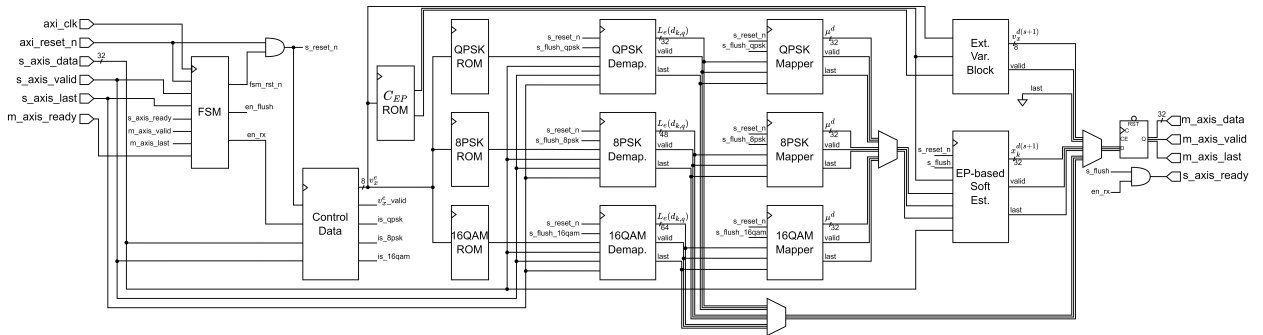 axi_clk
axi_reset_n
s_axis_data
32
s_axis_valid
s_axis_last
m_axis_ready
s_axis_ready
m_axis_valid
m_axis_last
FSM
s_reset_n
fsm_rst_n
en_flush
en_rx
Control
Data
8
v_x^e
v_x^e_valid
is_qpsk
is_8psk
is_16qam
C_EP
ROM
QPSK
ROM
8PSK
ROM
16QAM
ROM
s_reset_n
s_flush_qpsk
QPSK
Demap.
L_e(d_{k,q})
32
valid
last
s_reset_n
s_flush_8psk
8PSK
Demap.
L_e(d_{k,q})
48
valid
last
s_reset_n
s_flush_16qam
16QAM
Demap.
L_e(d_{k,q})
64
valid
last
s_reset_n
s_flush_qpsk
QPSK
Mapper
μ^d
32
valid
last
s_reset_n
s_flush_8psk
8PSK
Mapper
μ^d
32
valid
last
s_reset_n
s_flush_16qam
16QAM
Mapper
μ^d
32
valid
last
Ext.
Var.
Block
v_x^{d(s+1)}
8
valid
last
s_reset_n
s_flush
EP-based
Soft
Est.
x_k^{d(s+1)}
32
valid
last
RST
C
CE
D
Q
32
m_axis_data
m_axis_valid
m_axis_last
s_flush
en_rx
s_axis_ready